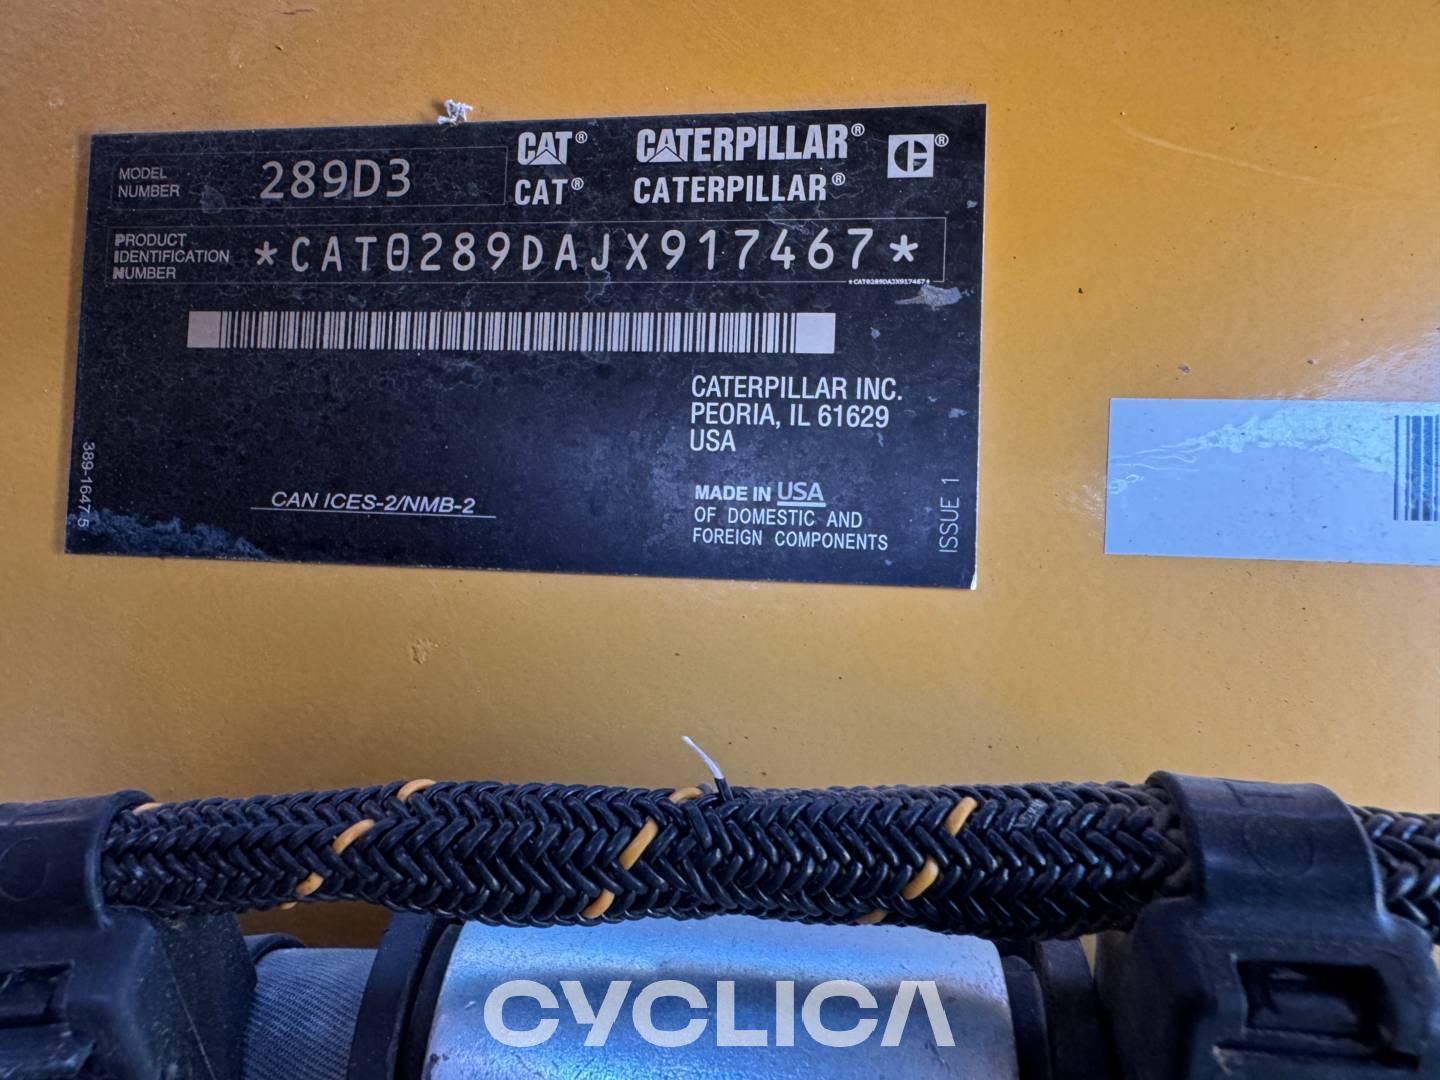 MODEL NUMBER 289D3
CAT® CATERPILLAR®
CAT® CATERPILLAR®
PRODUCT IDENTIFICATION NUMBER *CAT0289DAJX917467*
*CAT0289DAJX917467*
CATERPILLAR INC.
PEORIA, IL 61629
USA
389-1647 5
CAN ICES-2/NMB-2
MADE IN USA
OF DOMESTIC AND
FOREIGN COMPONENTS
ISSUE 1
CYCLICA